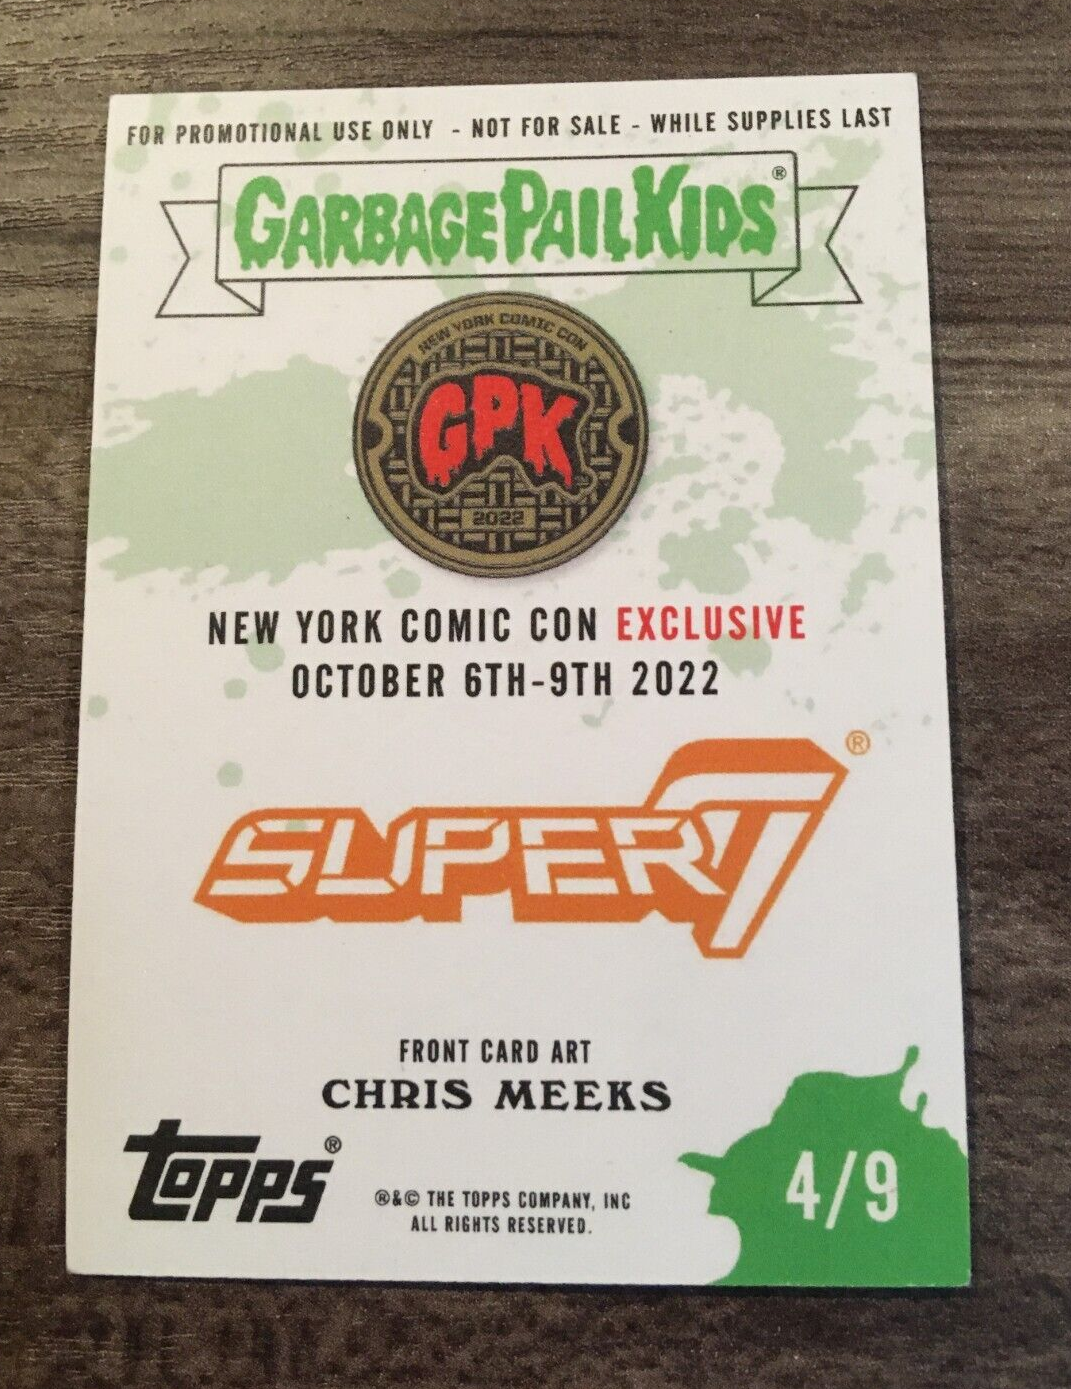 FOR PROMOTIONAL USE ONLY - NOT FOR SALE - WHILE SUPPLIES LAST
GARBAGE PAIL KIDS®
NEW YORK COMIC CON
GPK
2022
NEW YORK COMIC CON EXCLUSIVE
OCTOBER 6TH-9TH 2022
SUPER7®
FRONT CARD ART
CHRIS MEEKS
topps®
®&© THE TOPPS COMPANY, INC
ALL RIGHTS RESERVED.
4/9